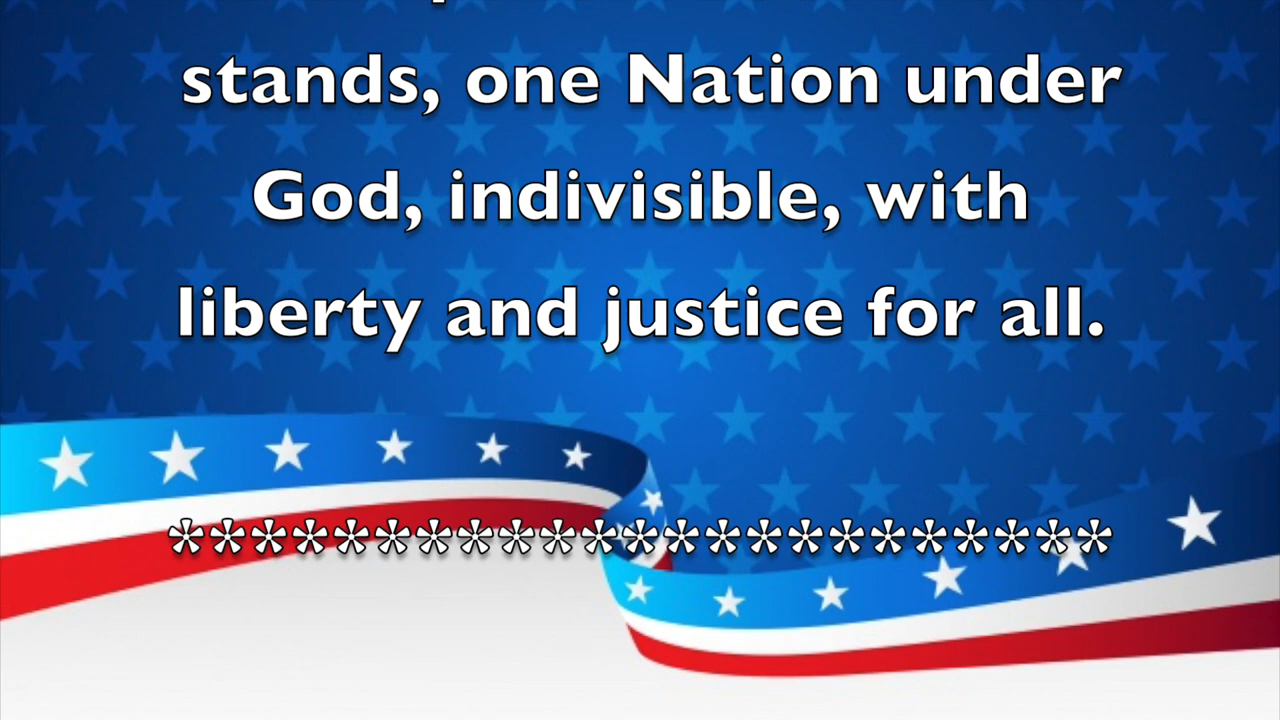 stands, one Nation under
God, indivisible, with
liberty and justice for all.
***********************